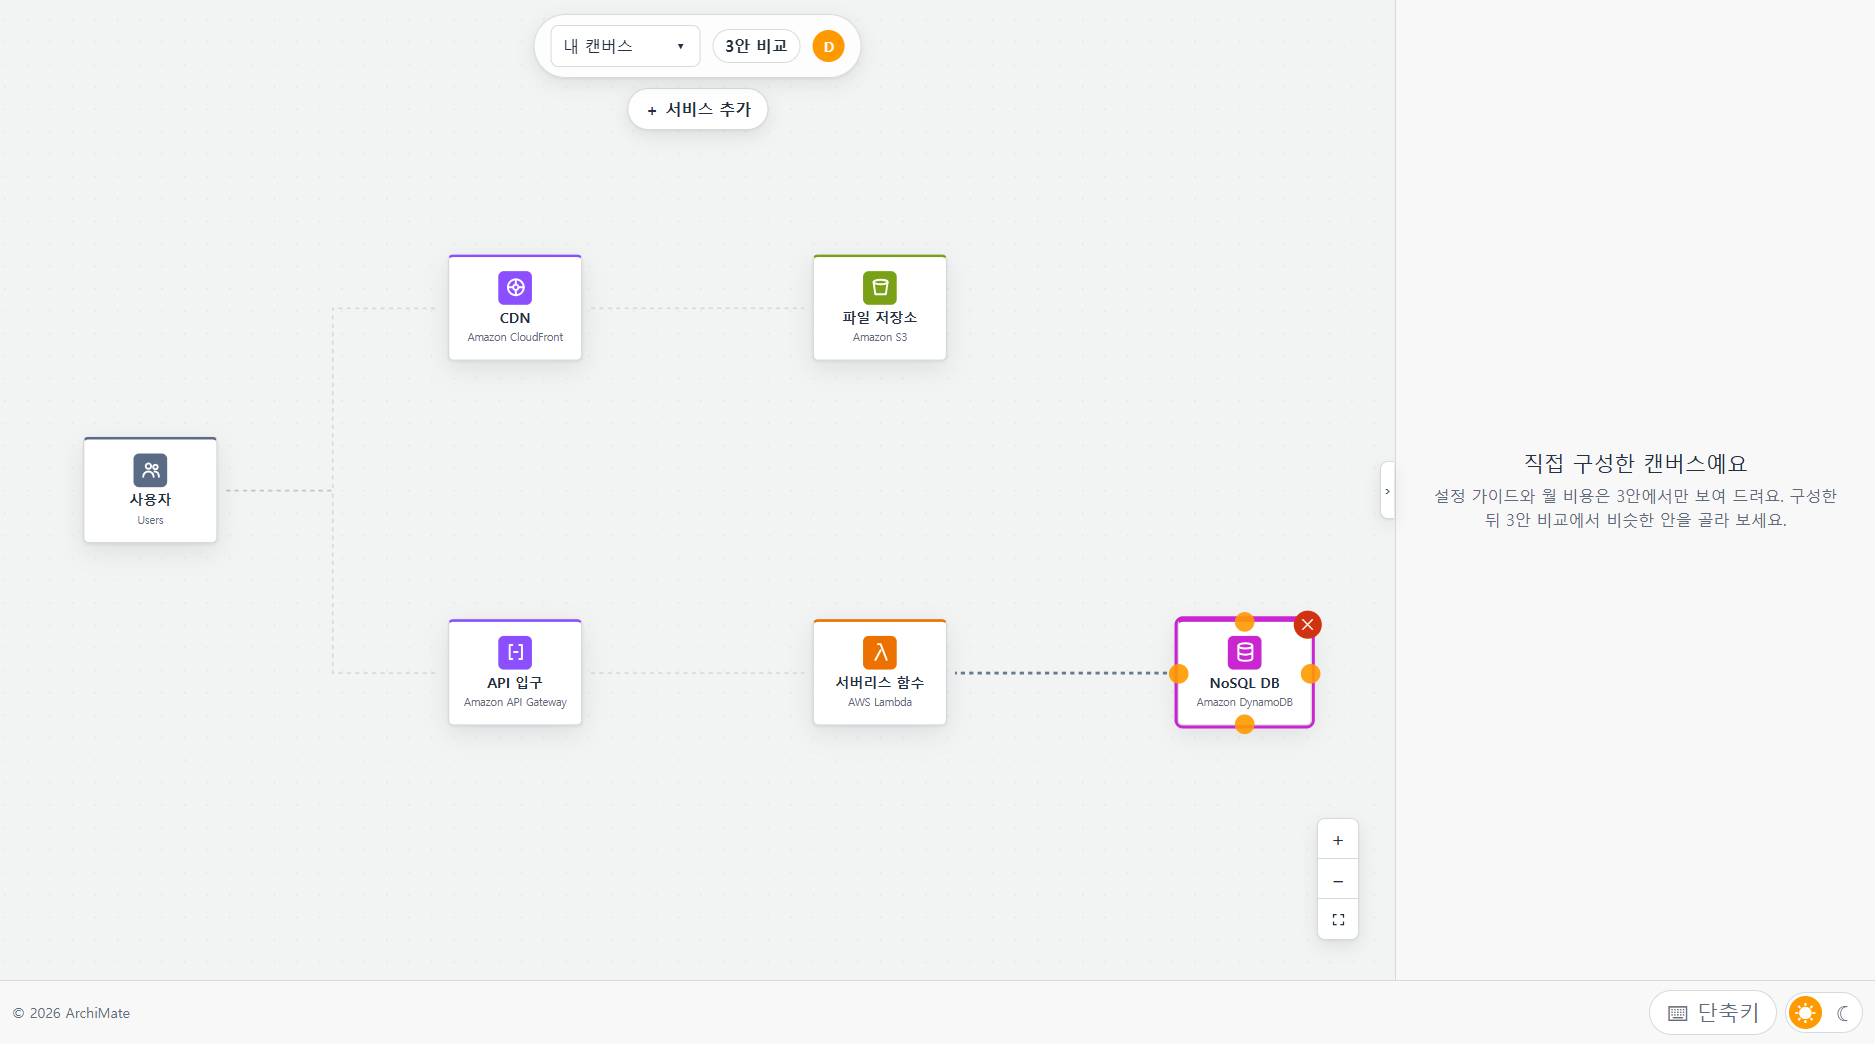 내 캔버스
3안 비교
D
+ 서비스 추가
CDN
Amazon CloudFront
파일 저장소
Amazon S3
사용자
Users
직접 구성한 캔버스예요
설정 가이드와 월 비용은 3안에서만 보여 드려요. 구성한
뒤 3안 비교에서 비슷한 안을 골라 보세요.
API 입구
Amazon API Gateway
서버리스 함수
AWS Lambda
NoSQL DB
Amazon DynamoDB
© 2026 ArchiMate
단축키